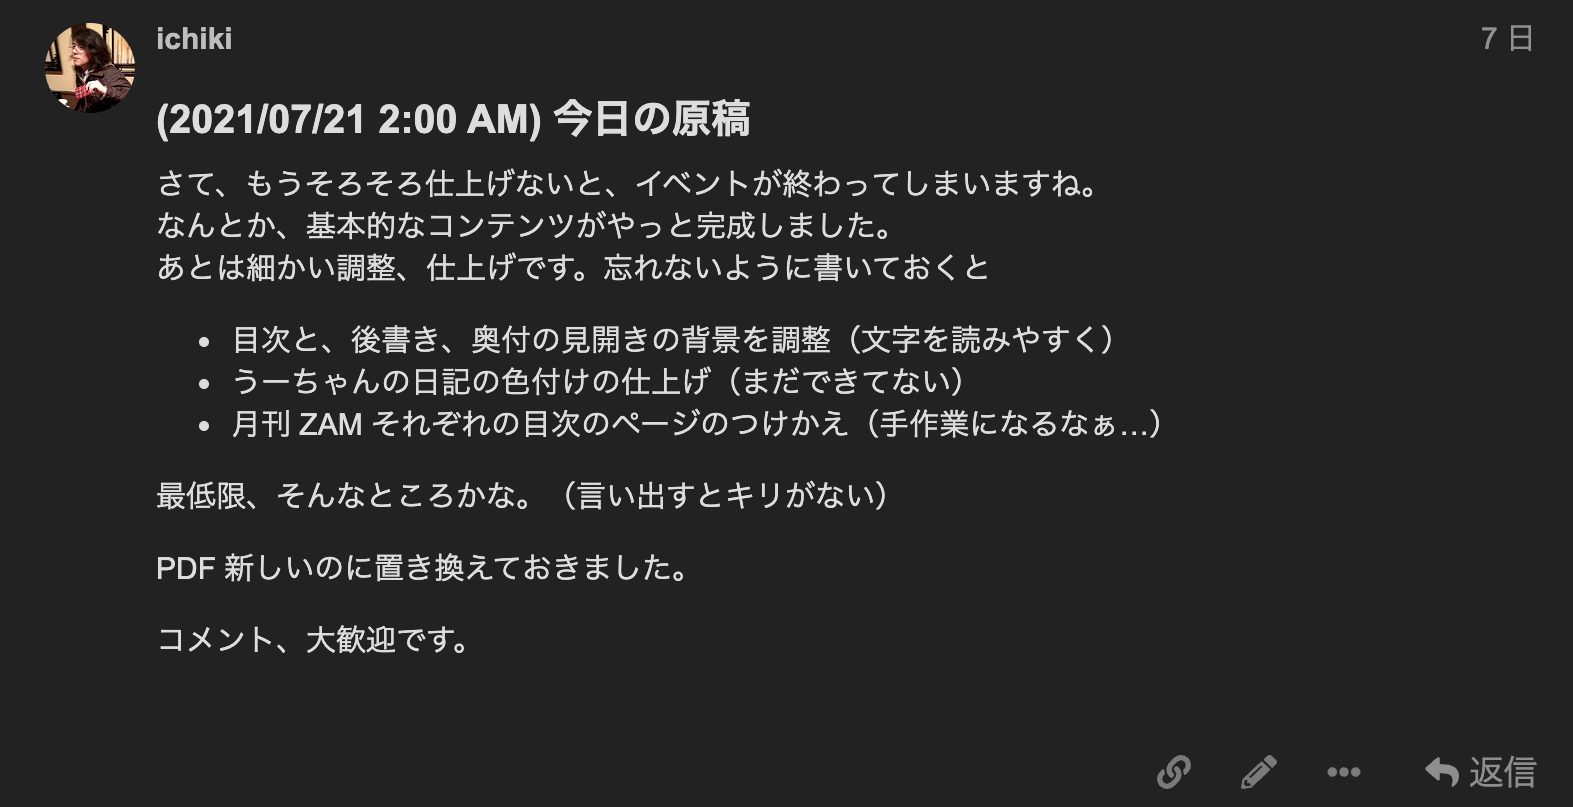 ichiki
7 日
(2021/07/21 2:00 AM) 今日の原稿
さて、もうそろそろ仕上げないと、イベントが終わってしまいますね。
なんとか、基本的なコンテンツがやっと完成しました。
あとは細かい調整、仕上げです。忘れないように書いておくと
• 目次と、後書き、奥付の見開きの背景を調整（文字を読みやすく）
• うーちゃんの日記の色付けの仕上げ（まだできてない）
• 月刊 ZAM それぞれの目次のページのつけかえ（手作業になるなぁ…）
最低限、そんなところかな。（言い出すとキリがない）
PDF 新しいのに置き換えておきました。
コメント、大歓迎です。
返信